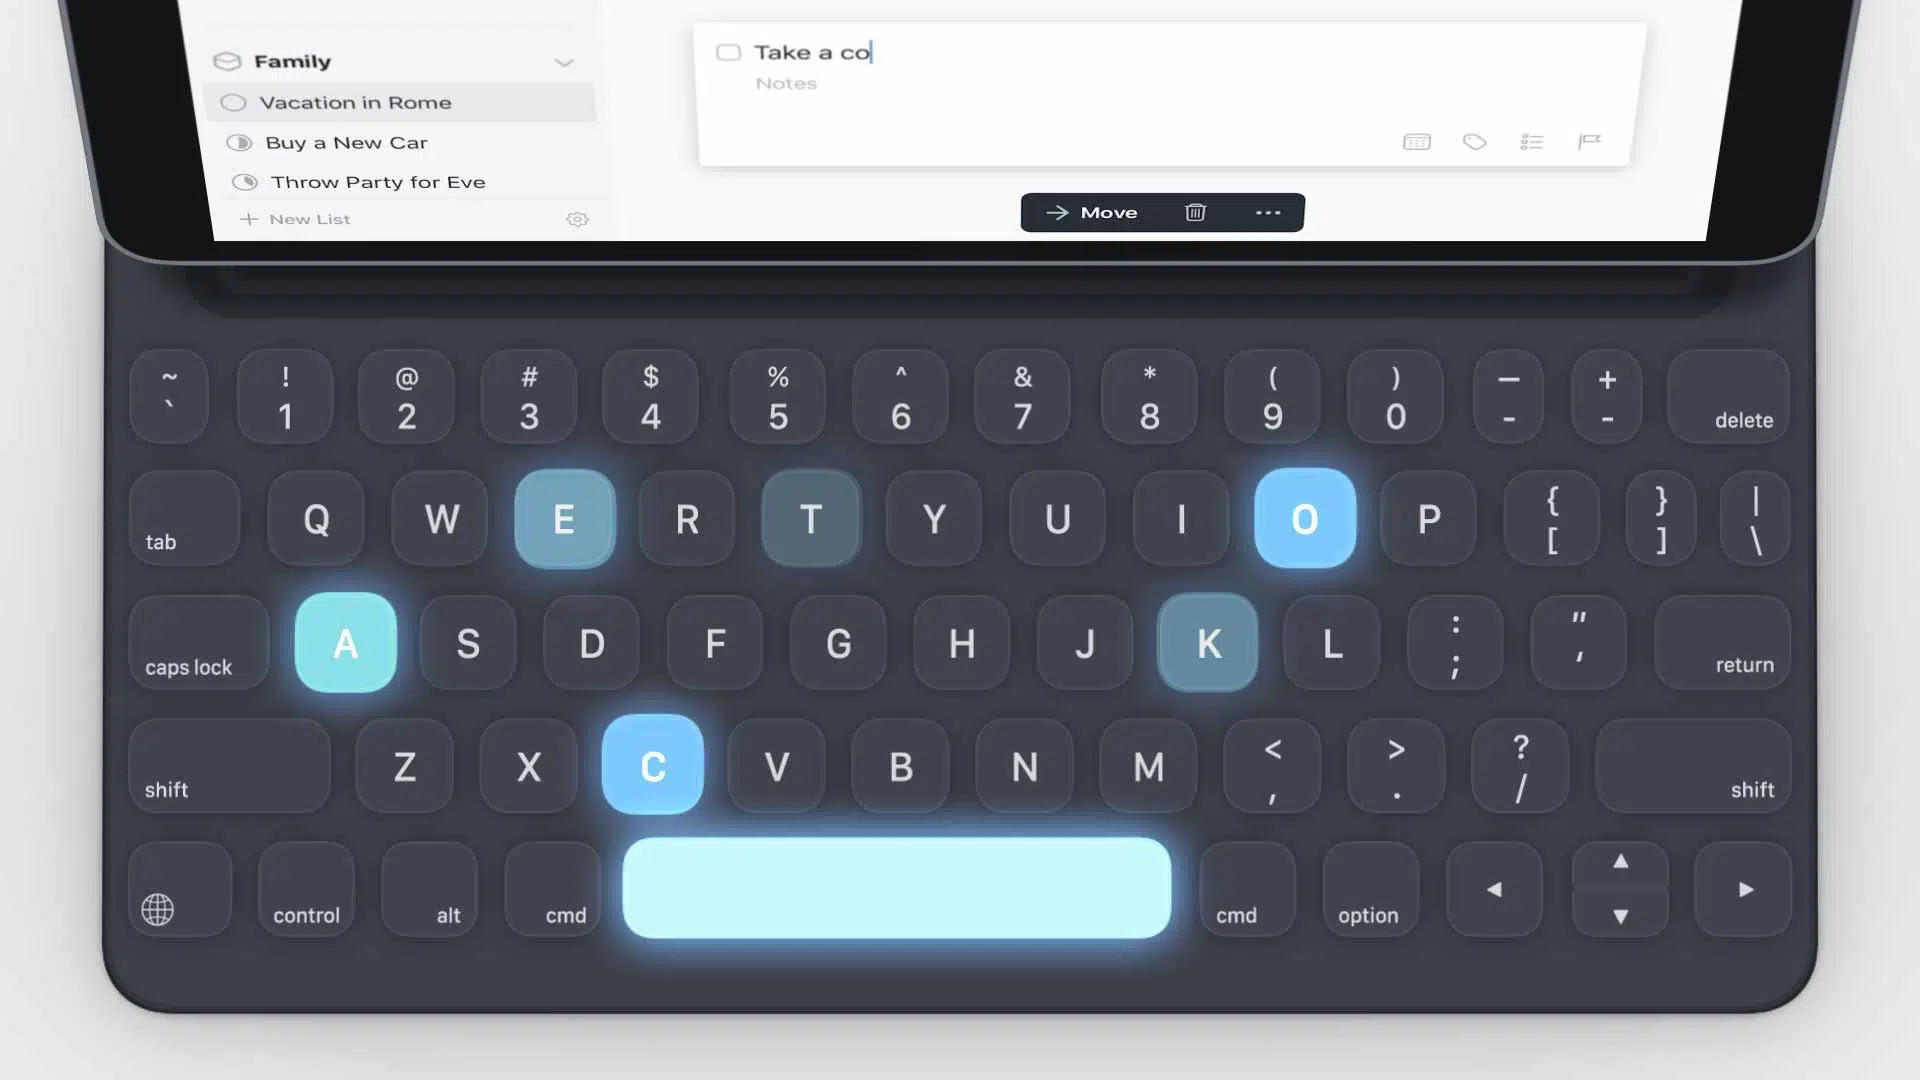 Family
Vacation in Rome
Buy a New Car
Throw Party for Eve
New List
Take a co
Notes
Move
~ ! @ # $ % ^ & * ( ) — +
` 1 2 3 4 5 6 7 8 9 0 - - delete
tab Q W E R T Y U I O P { [ } ] | \
caps lock A S D F G H J K L : ; " ' return
shift Z X C V B N M < , > . ? / shift
control alt cmd cmd option ◀ ▲ ▼ ▶